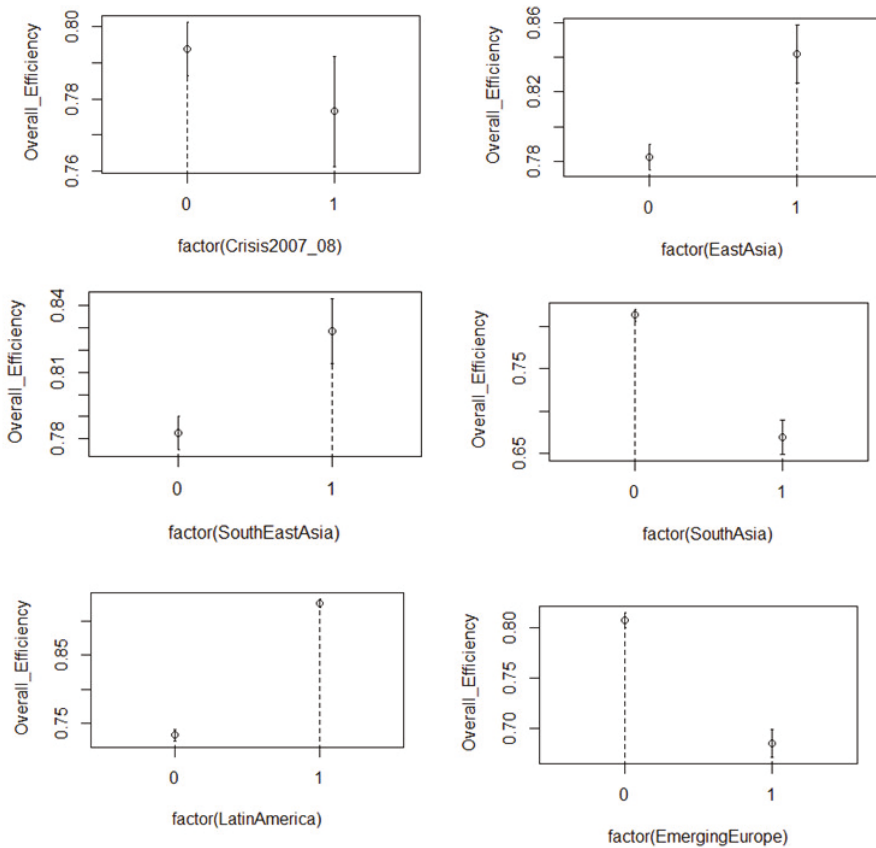 Overall_Efficiency
0.80
0.78
0.76
0 1
factor(Crisis2007_08)
Overall_Efficiency
0.86
0.82
0.78
0 1
factor(EastAsia)
Overall_Efficiency
0.84
0.81
0.78
0 1
factor(SouthEastAsia)
Overall_Efficiency
0.75
0.65
0 1
factor(SouthAsia)
Overall_Efficiency
0.85
0.75
0 1
factor(LatinAmerica)
Overall_Efficiency
0.80
0.75
0.70
0 1
factor(EmergingEurope)